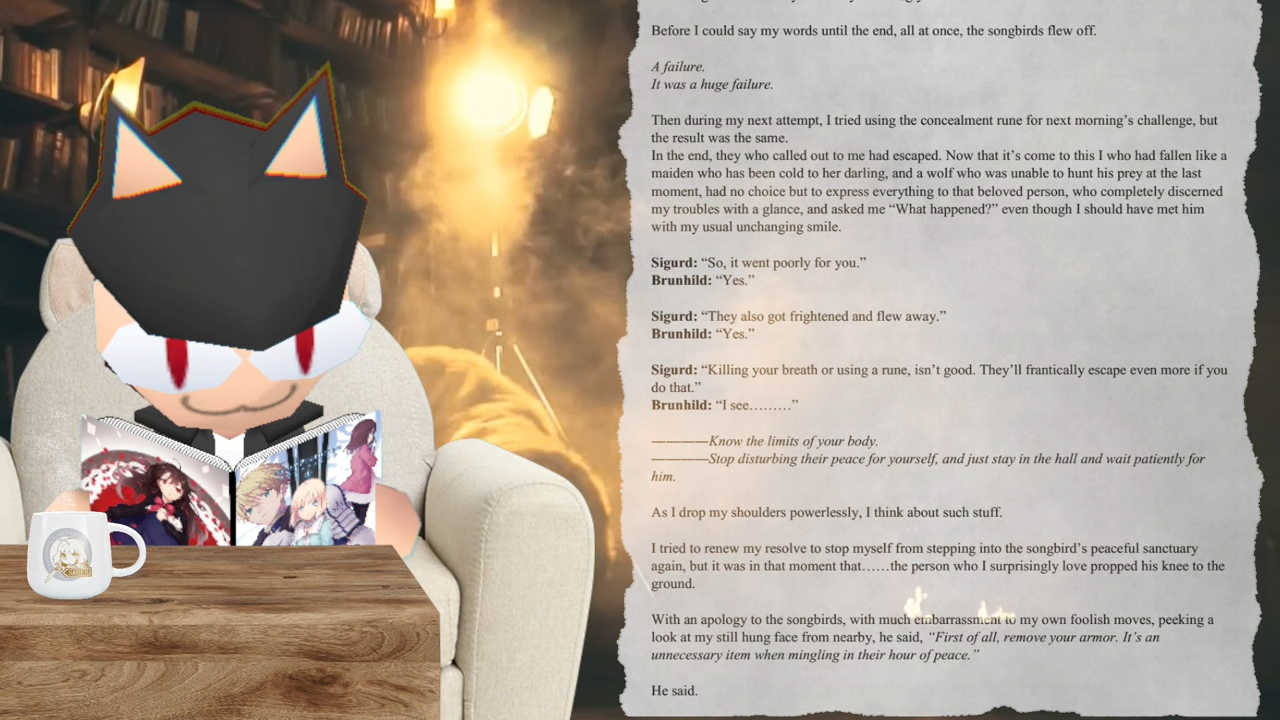 Before I could say my words until the end, all at once, the songbirds flew off.
A failure.
It was a huge failure.
Then during my next attempt, I tried using the concealment rune for next morning's challenge, but
the result was the same.
In the end, they who called out to me had escaped. Now that it's come to this I who had fallen like a
maiden who has been cold to her darling, and a wolf who was unable to hunt his prey at the last
moment, had no choice but to express everything to that beloved person, who completely discerned
my troubles with a glance, and asked me “What happened?” even though I should have met him
with my usual unchanging smile.
Sigurd: “So, it went poorly for you.”
Brunhild: “Yes.”
Sigurd: “They also got frightened and flew away.”
Brunhild: “Yes.”
Sigurd: “Killing your breath or using a rune, isn't good. They'll frantically escape even more if you
do that.”
Brunhild: “I see………”
————Know the limits of your body.
————Stop disturbing their peace for yourself, and just stay in the hall and wait patiently for
him.
As I drop my shoulders powerlessly, I think about such stuff.
I tried to renew my resolve to stop myself from stepping into the songbird's peaceful sanctuary
again, but it was in that moment that……the person who I surprisingly love propped his knee to the
ground.
With an apology to the songbirds, with much embarrassment to my own foolish moves, peeking a
look at my still hung face from nearby, he said, “First of all, remove your armor. It's an
unnecessary item when mingling in their hour of peace.”
He said.